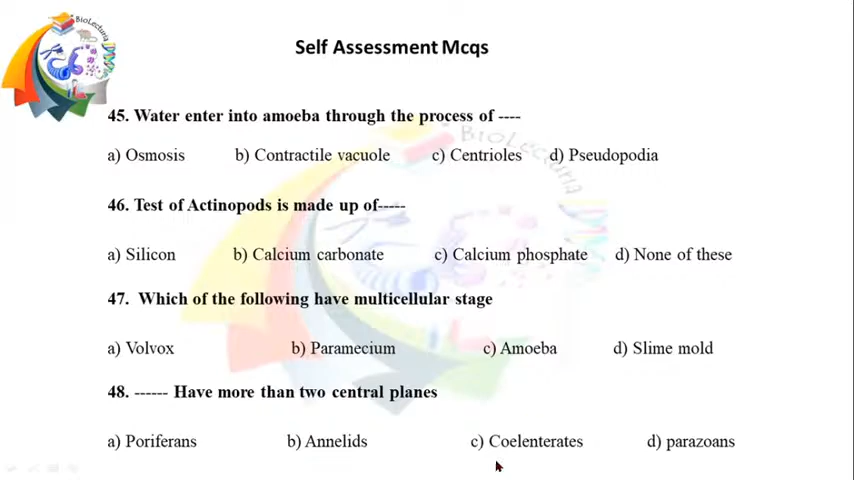 BioLecturia
Self Assessment Mcqs
45. Water enter into amoeba through the process of ----
a) Osmosis b) Contractile vacuole c) Centrioles d) Pseudopodia
46. Test of Actinopods is made up of-----
a) Silicon b) Calcium carbonate c) Calcium phosphate d) None of these
47. Which of the following have multicellular stage
a) Volvox b) Paramecium c) Amoeba d) Slime mold
48. ------ Have more than two central planes
a) Poriferans b) Annelids c) Coelenterates d) parazoans